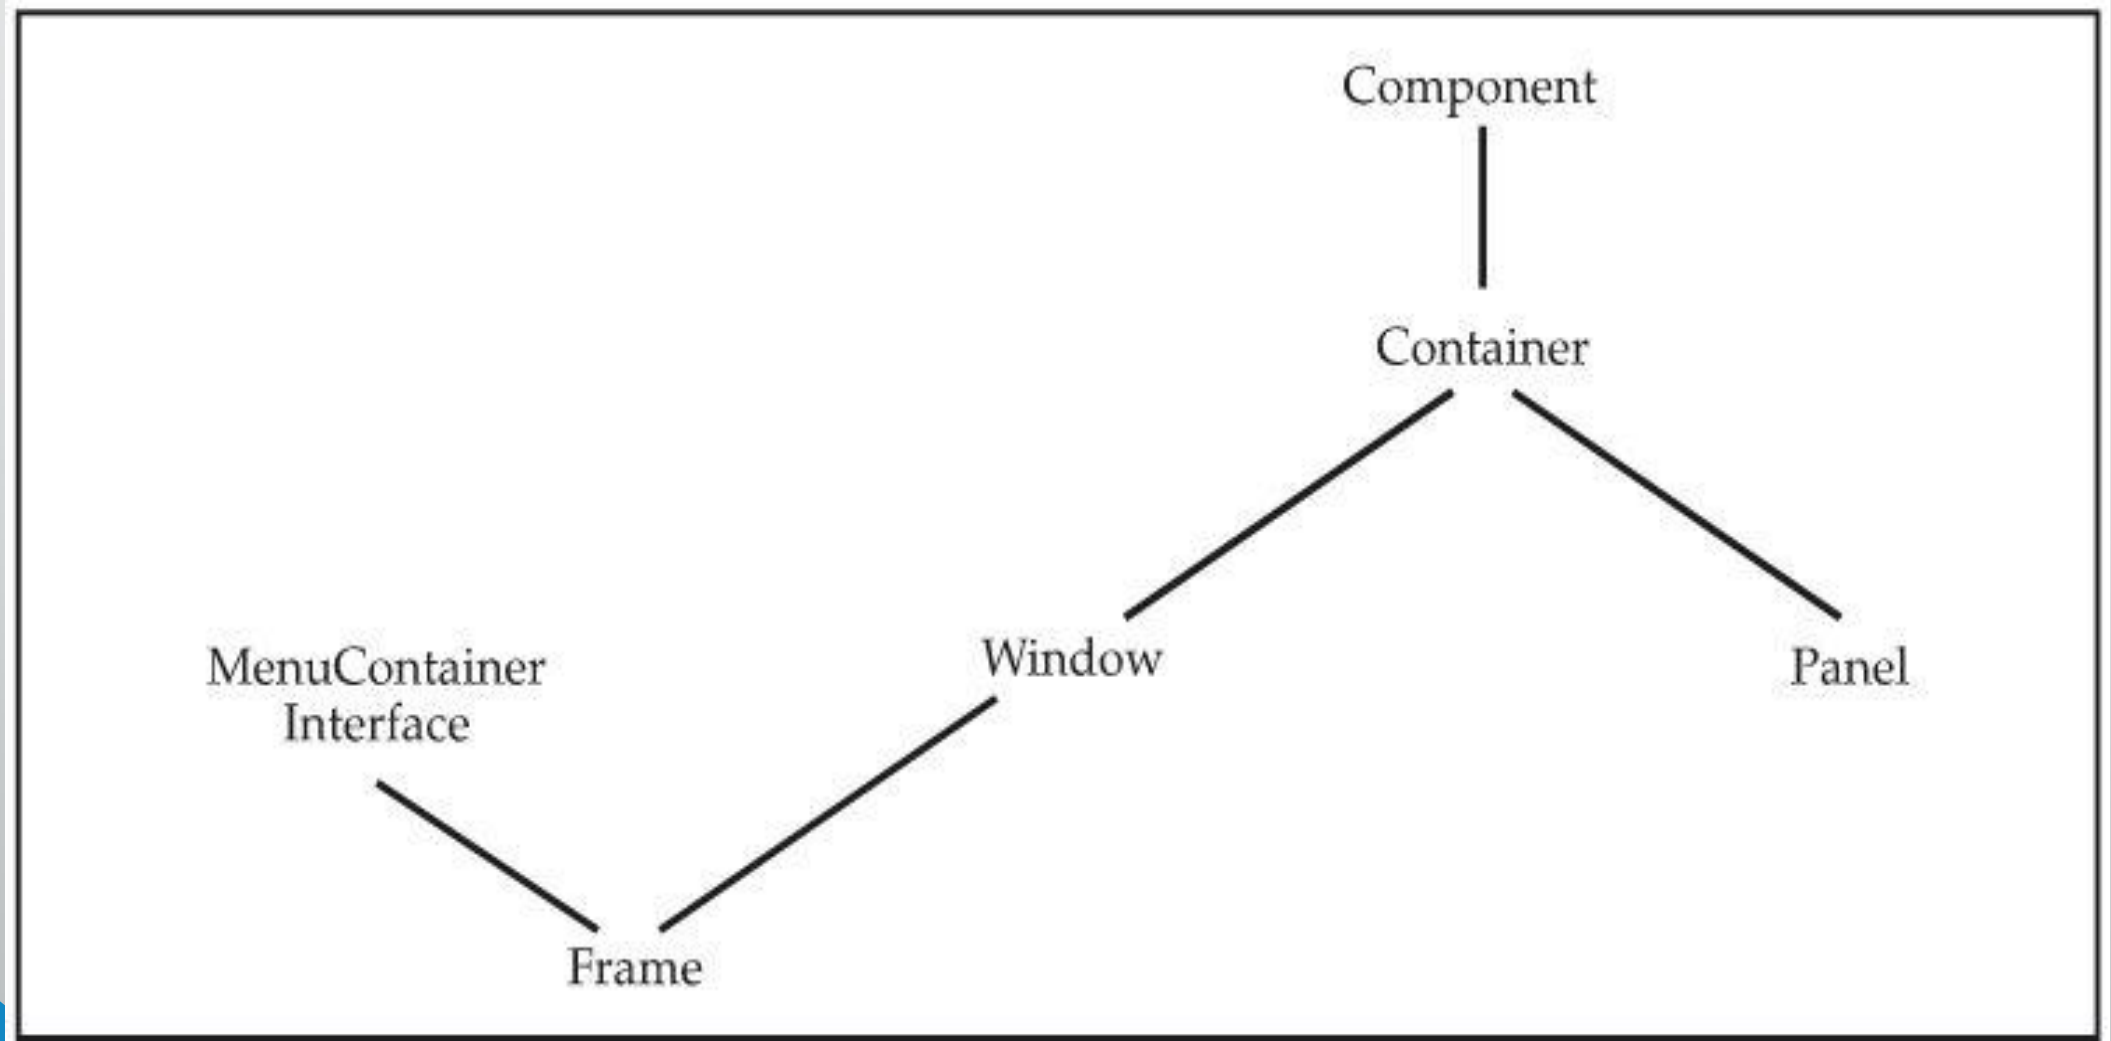 Component
Container
Window
Panel
MenuContainer
Interface
Frame